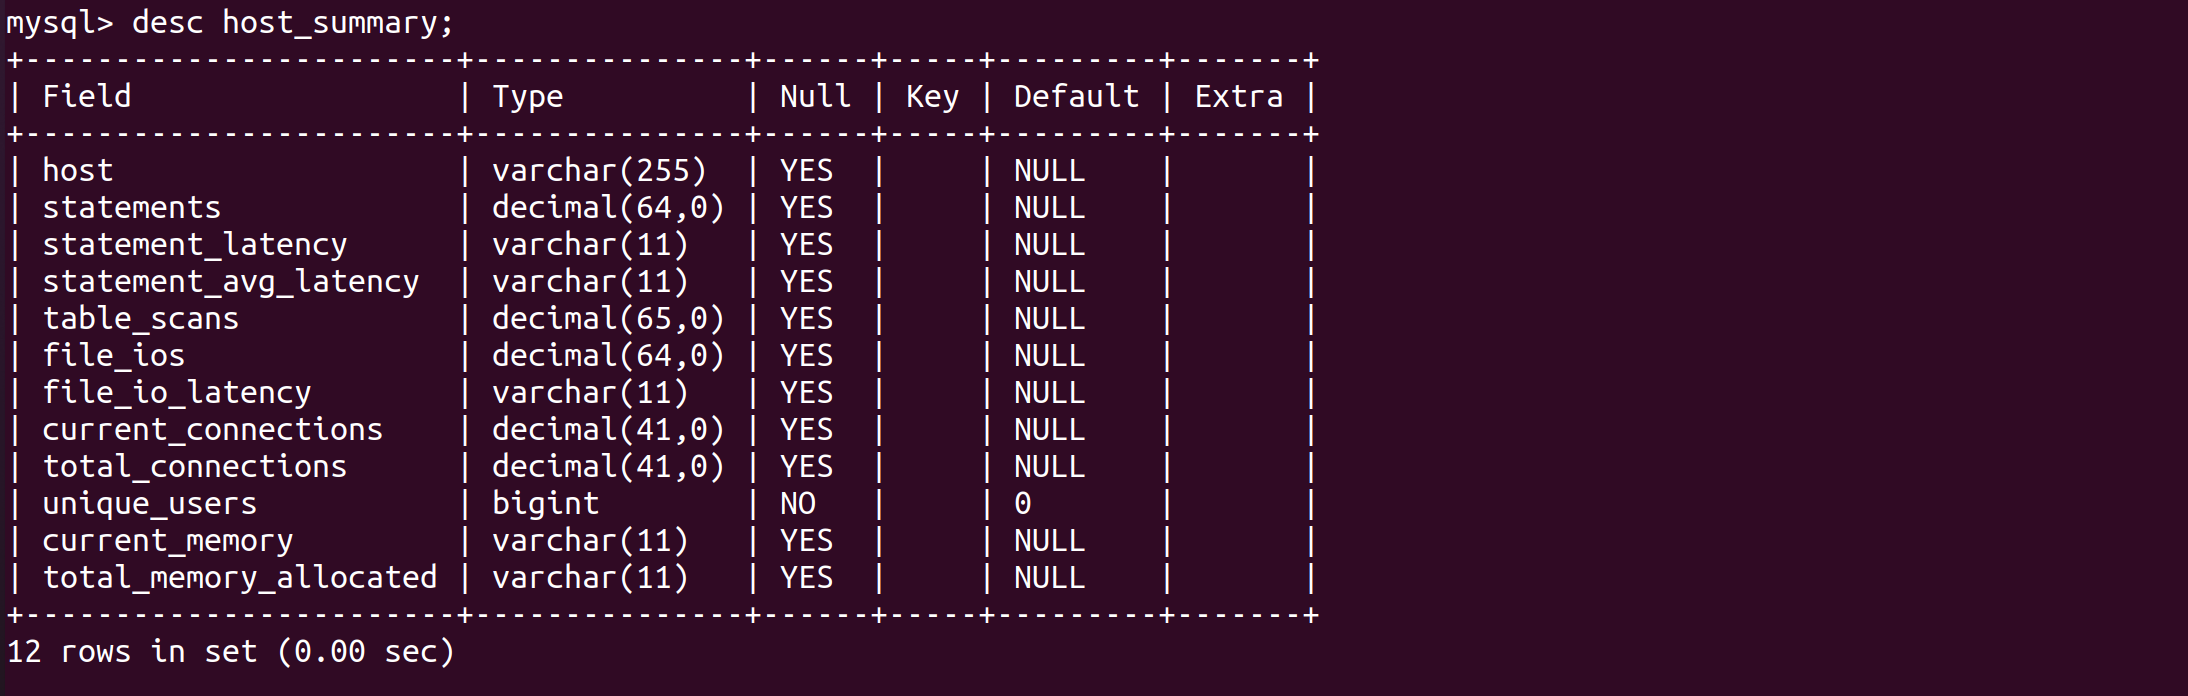 mysql> desc host_summary;
+------------------------+---------------+------+-----+---------+-------+
| Field                  | Type          | Null | Key | Default | Extra |
+------------------------+---------------+------+-----+---------+-------+
| host                   | varchar(255)  | YES  |     | NULL    |       |
| statements             | decimal(64,0) | YES  |     | NULL    |       |
| statement_latency      | varchar(11)   | YES  |     | NULL    |       |
| statement_avg_latency  | varchar(11)   | YES  |     | NULL    |       |
| table_scans            | decimal(65,0) | YES  |     | NULL    |       |
| file_ios               | decimal(64,0) | YES  |     | NULL    |       |
| file_io_latency        | varchar(11)   | YES  |     | NULL    |       |
| current_connections    | decimal(41,0) | YES  |     | NULL    |       |
| total_connections      | decimal(41,0) | YES  |     | NULL    |       |
| unique_users           | bigint        | NO   |     | 0       |       |
| current_memory         | varchar(11)   | YES  |     | NULL    |       |
| total_memory_allocated | varchar(11)   | YES  |     | NULL    |       |
+------------------------+---------------+------+-----+---------+-------+
12 rows in set (0.00 sec)